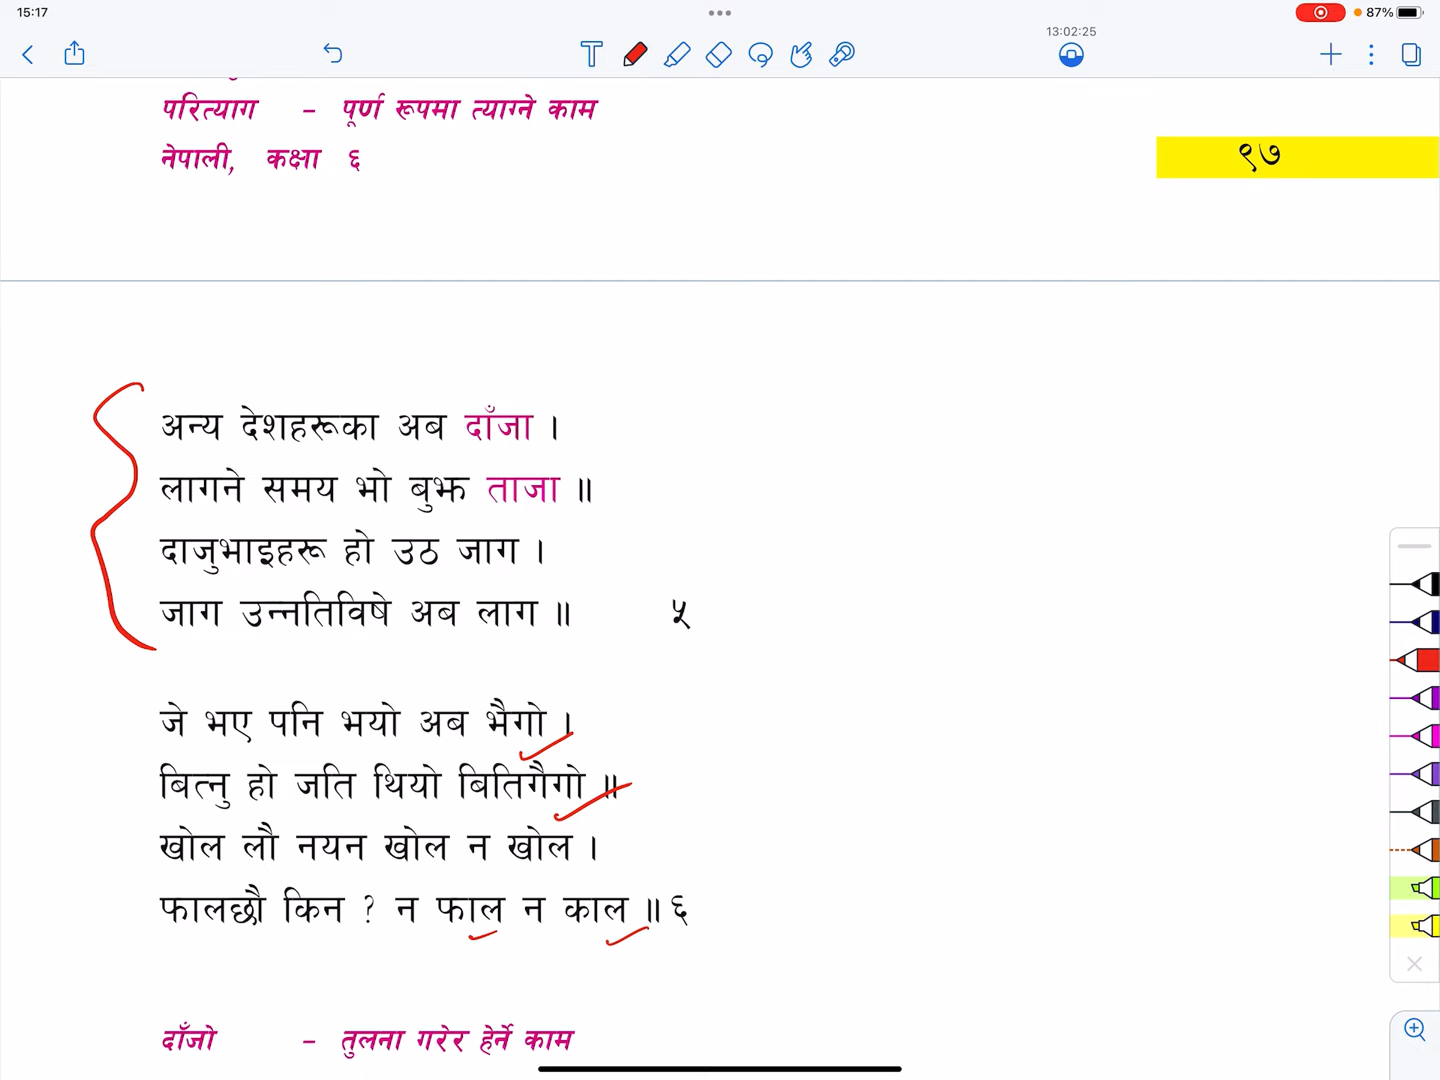 15:17
87%
13:02:25
परित्याग - पूर्ण रूपमा त्याग्ने काम
नेपाली, कक्षा ६
९७
अन्य देशहरूका अब दाँजा ।
लागने समय भो बुझ ताजा ॥
दाजुभाइहरू हो उठ जाग ।
जाग उन्नतिविषे अब लाग ॥ ५
जे भए पनि भयो अब भैगो ।
बित्नु हो जति थियो बितिगैगो ॥
खोल लौ नयन खोल न खोल ।
फालछौ किन ? न फाल न काल ॥ ६
दाँजो - तुलना गरेर हेर्ने काम